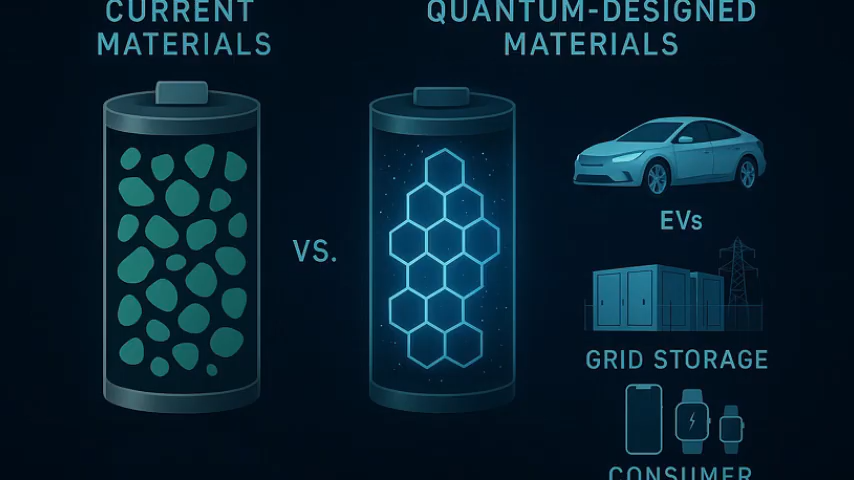 CURRENT
MATERIALS
VS.
QUANTUM-DESIGNED
MATERIALS
EVs
GRID STORAGE
CONSUMER